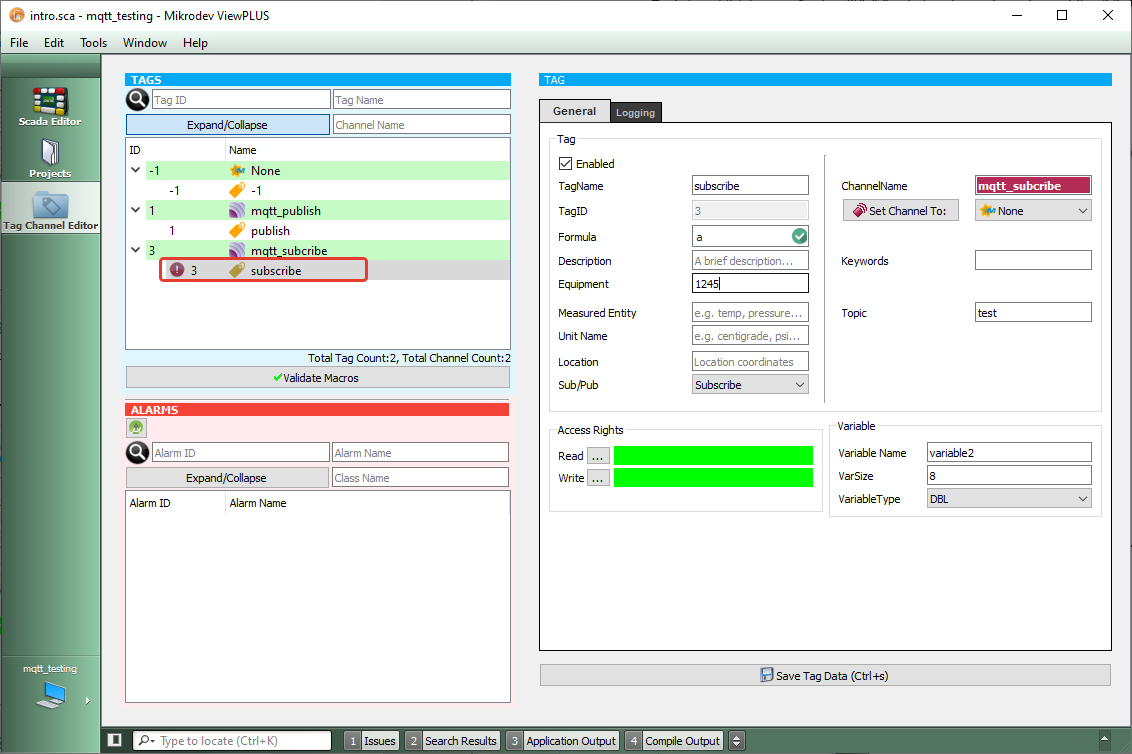 intro.sca - mqtt_testing - Mikrodev ViewPLUS
File Edit Tools Window Help
Scada Editor
Projects
Tag Channel Editor
mqtt_testing
TAGS
Tag ID Tag Name
Expand/Collapse Channel Name
ID Name
-1 None
-1 -1
1 mqtt_publish
1 publish
3 mqtt_subcribe
3 subscribe
Total Tag Count:2, Total Channel Count:2
Validate Macros
ALARMS
Alarm ID Alarm Name
Expand/Collapse Class Name
Alarm ID Alarm Name
TAG
General Logging
Tag
Enabled
TagName subscribe ChannelName mqtt_subcribe
TagID 3 Set Channel To: None
Formula a
Description A brief description... Keywords
Equipment 1245
Measured Entity e.g. temp, pressure... Topic test
Unit Name e.g. centigrade, psi...
Location Location coordinates
Sub/Pub Subscribe
Access Rights
Read ...
Write ...
Variable
Variable Name variable2
VarSize 8
VariableType DBL
Save Tag Data (Ctrl+s)
Type to locate (Ctrl+K) 1 Issues 2 Search Results 3 Application Output 4 Compile Output